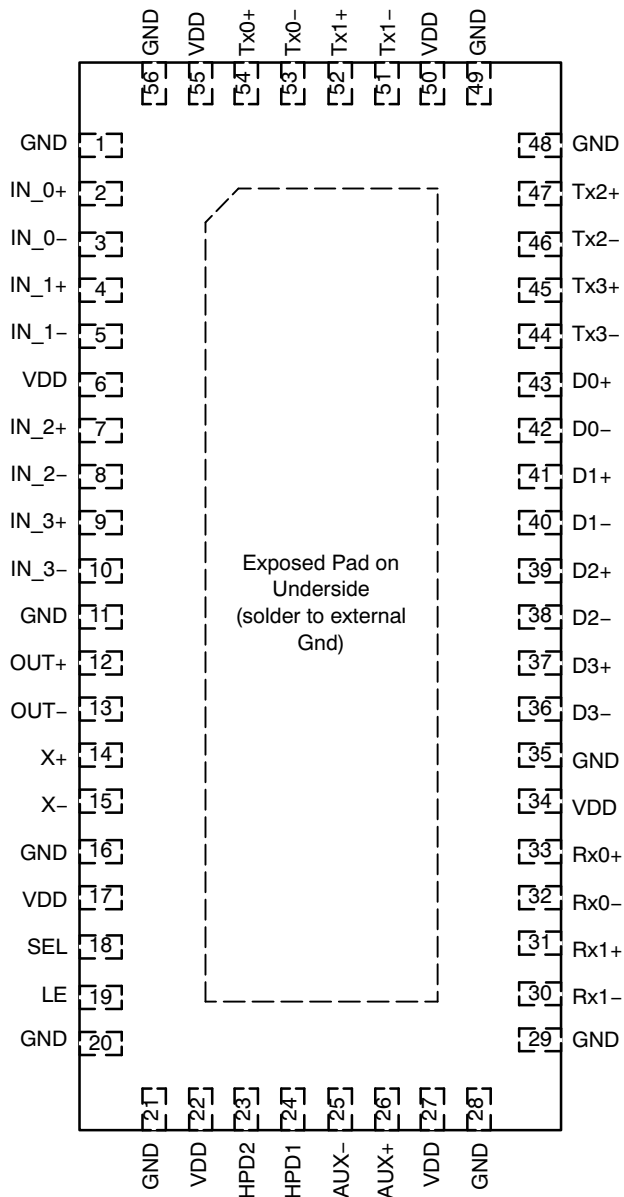 GND VDD Tx0+ Tx0− Tx1+ Tx1− VDD GND
56 55 54 53 52 51 50 49
GND 1 48 GND
IN_0+ 2 47 Tx2+
IN_0− 3 46 Tx2−
IN_1+ 4 45 Tx3+
IN_1− 5 44 Tx3−
VDD 6 43 D0+
IN_2+ 7 42 D0−
IN_2− 8 41 D1+
IN_3+ 9 40 D1−
IN_3− 10 39 D2+
GND 11 38 D2−
OUT+ 12 37 D3+
OUT− 13 36 D3−
X+ 14 35 GND
X− 15 34 VDD
GND 16 33 Rx0+
VDD 17 32 Rx0−
SEL 18 31 Rx1+
LE 19 30 Rx1−
GND 20 29 GND
Exposed Pad on
Underside
(solder to external
Gnd)
21 22 23 24 25 26 27 28
GND VDD HPD2 HPD1 AUX− AUX+ VDD GND